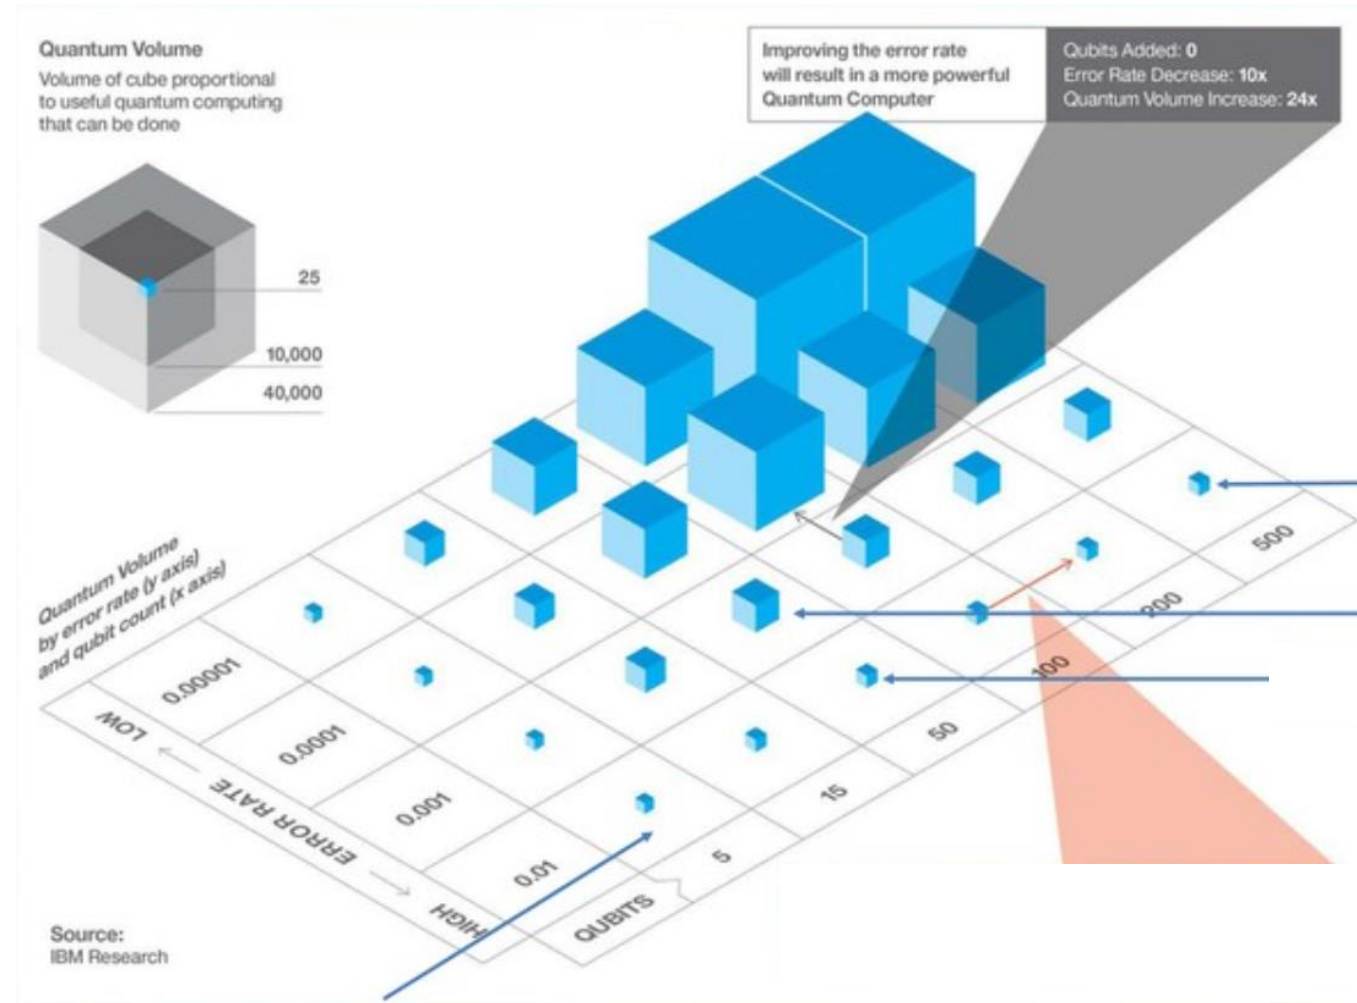 Quantum Volume
Volume of cube proportional
to useful quantum computing
that can be done
25
10,000
40,000
Improving the error rate
will result in a more powerful
Quantum Computer
Qubits Added: 0
Error Rate Decrease: 10x
Quantum Volume Increase: 24x
Quantum Volume
by error rate (y axis)
and qubit count (x axis)
0.00001
0.0001
0.001
0.01
LOW
ERROR RATE
HIGH
QUBITS
5
15
50
100
200
500
Source:
IBM Research